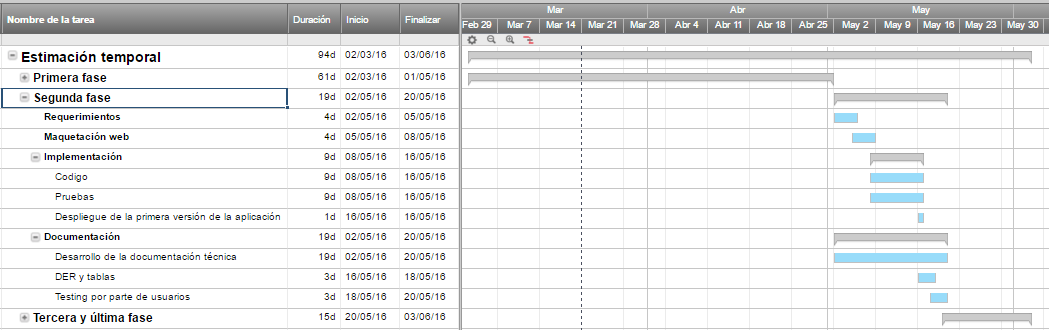 Nombre de la tarea Duración Inicio Finalizar Mar Abr May
Feb 29 Mar 7 Mar 14 Mar 21 Mar 28 Abr 4 Abr 11 Abr 18 Abr 25 May 2 May 9 May 16 May 23 May 30
Estimación temporal 94d 02/03/16 03/06/16
Primera fase 61d 02/03/16 01/05/16
Segunda fase 19d 02/05/16 20/05/16
Requerimientos 4d 02/05/16 05/05/16
Maquetación web 4d 05/05/16 08/05/16
Implementación 9d 08/05/16 16/05/16
Codigo 9d 08/05/16 16/05/16
Pruebas 9d 08/05/16 16/05/16
Despliegue de la primera versión de la aplicación 1d 16/05/16 16/05/16
Documentación 19d 02/05/16 20/05/16
Desarrollo de la documentación técnica 19d 02/05/16 20/05/16
DER y tablas 3d 16/05/16 18/05/16
Testing por parte de usuarios 3d 18/05/16 20/05/16
Tercera y última fase 15d 20/05/16 03/06/16